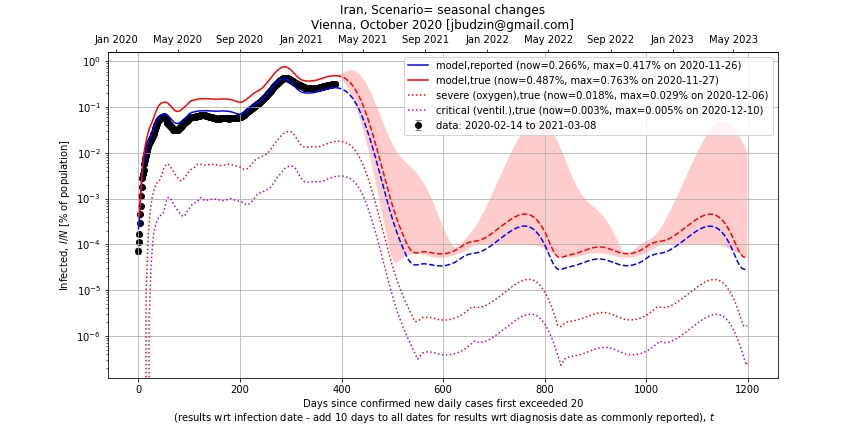 Iran, Scenario= seasonal changes
Vienna, October 2020 [jbudzin@gmail.com]
Jan 2020 May 2020 Sep 2020 Jan 2021 May 2021 Sep 2021 Jan 2022 May 2022 Sep 2022 Jan 2023 May 2023
model,reported (now=0.266%, max=0.417% on 2020-11-26)
model,true (now=0.487%, max=0.763% on 2020-11-27)
severe (oxygen),true (now=0.018%, max=0.029% on 2020-12-06)
critical (ventil.),true (now=0.003%, max=0.005% on 2020-12-10)
data: 2020-02-14 to 2021-03-08
Infected, I/N [% of population]
10⁰
10⁻¹
10⁻²
10⁻³
10⁻⁴
10⁻⁵
10⁻⁶
0 200 400 600 800 1000 1200
Days since confirmed new daily cases first exceeded 20
(results wrt infection date - add 10 days to all dates for results wrt diagnosis date as commonly reported), t